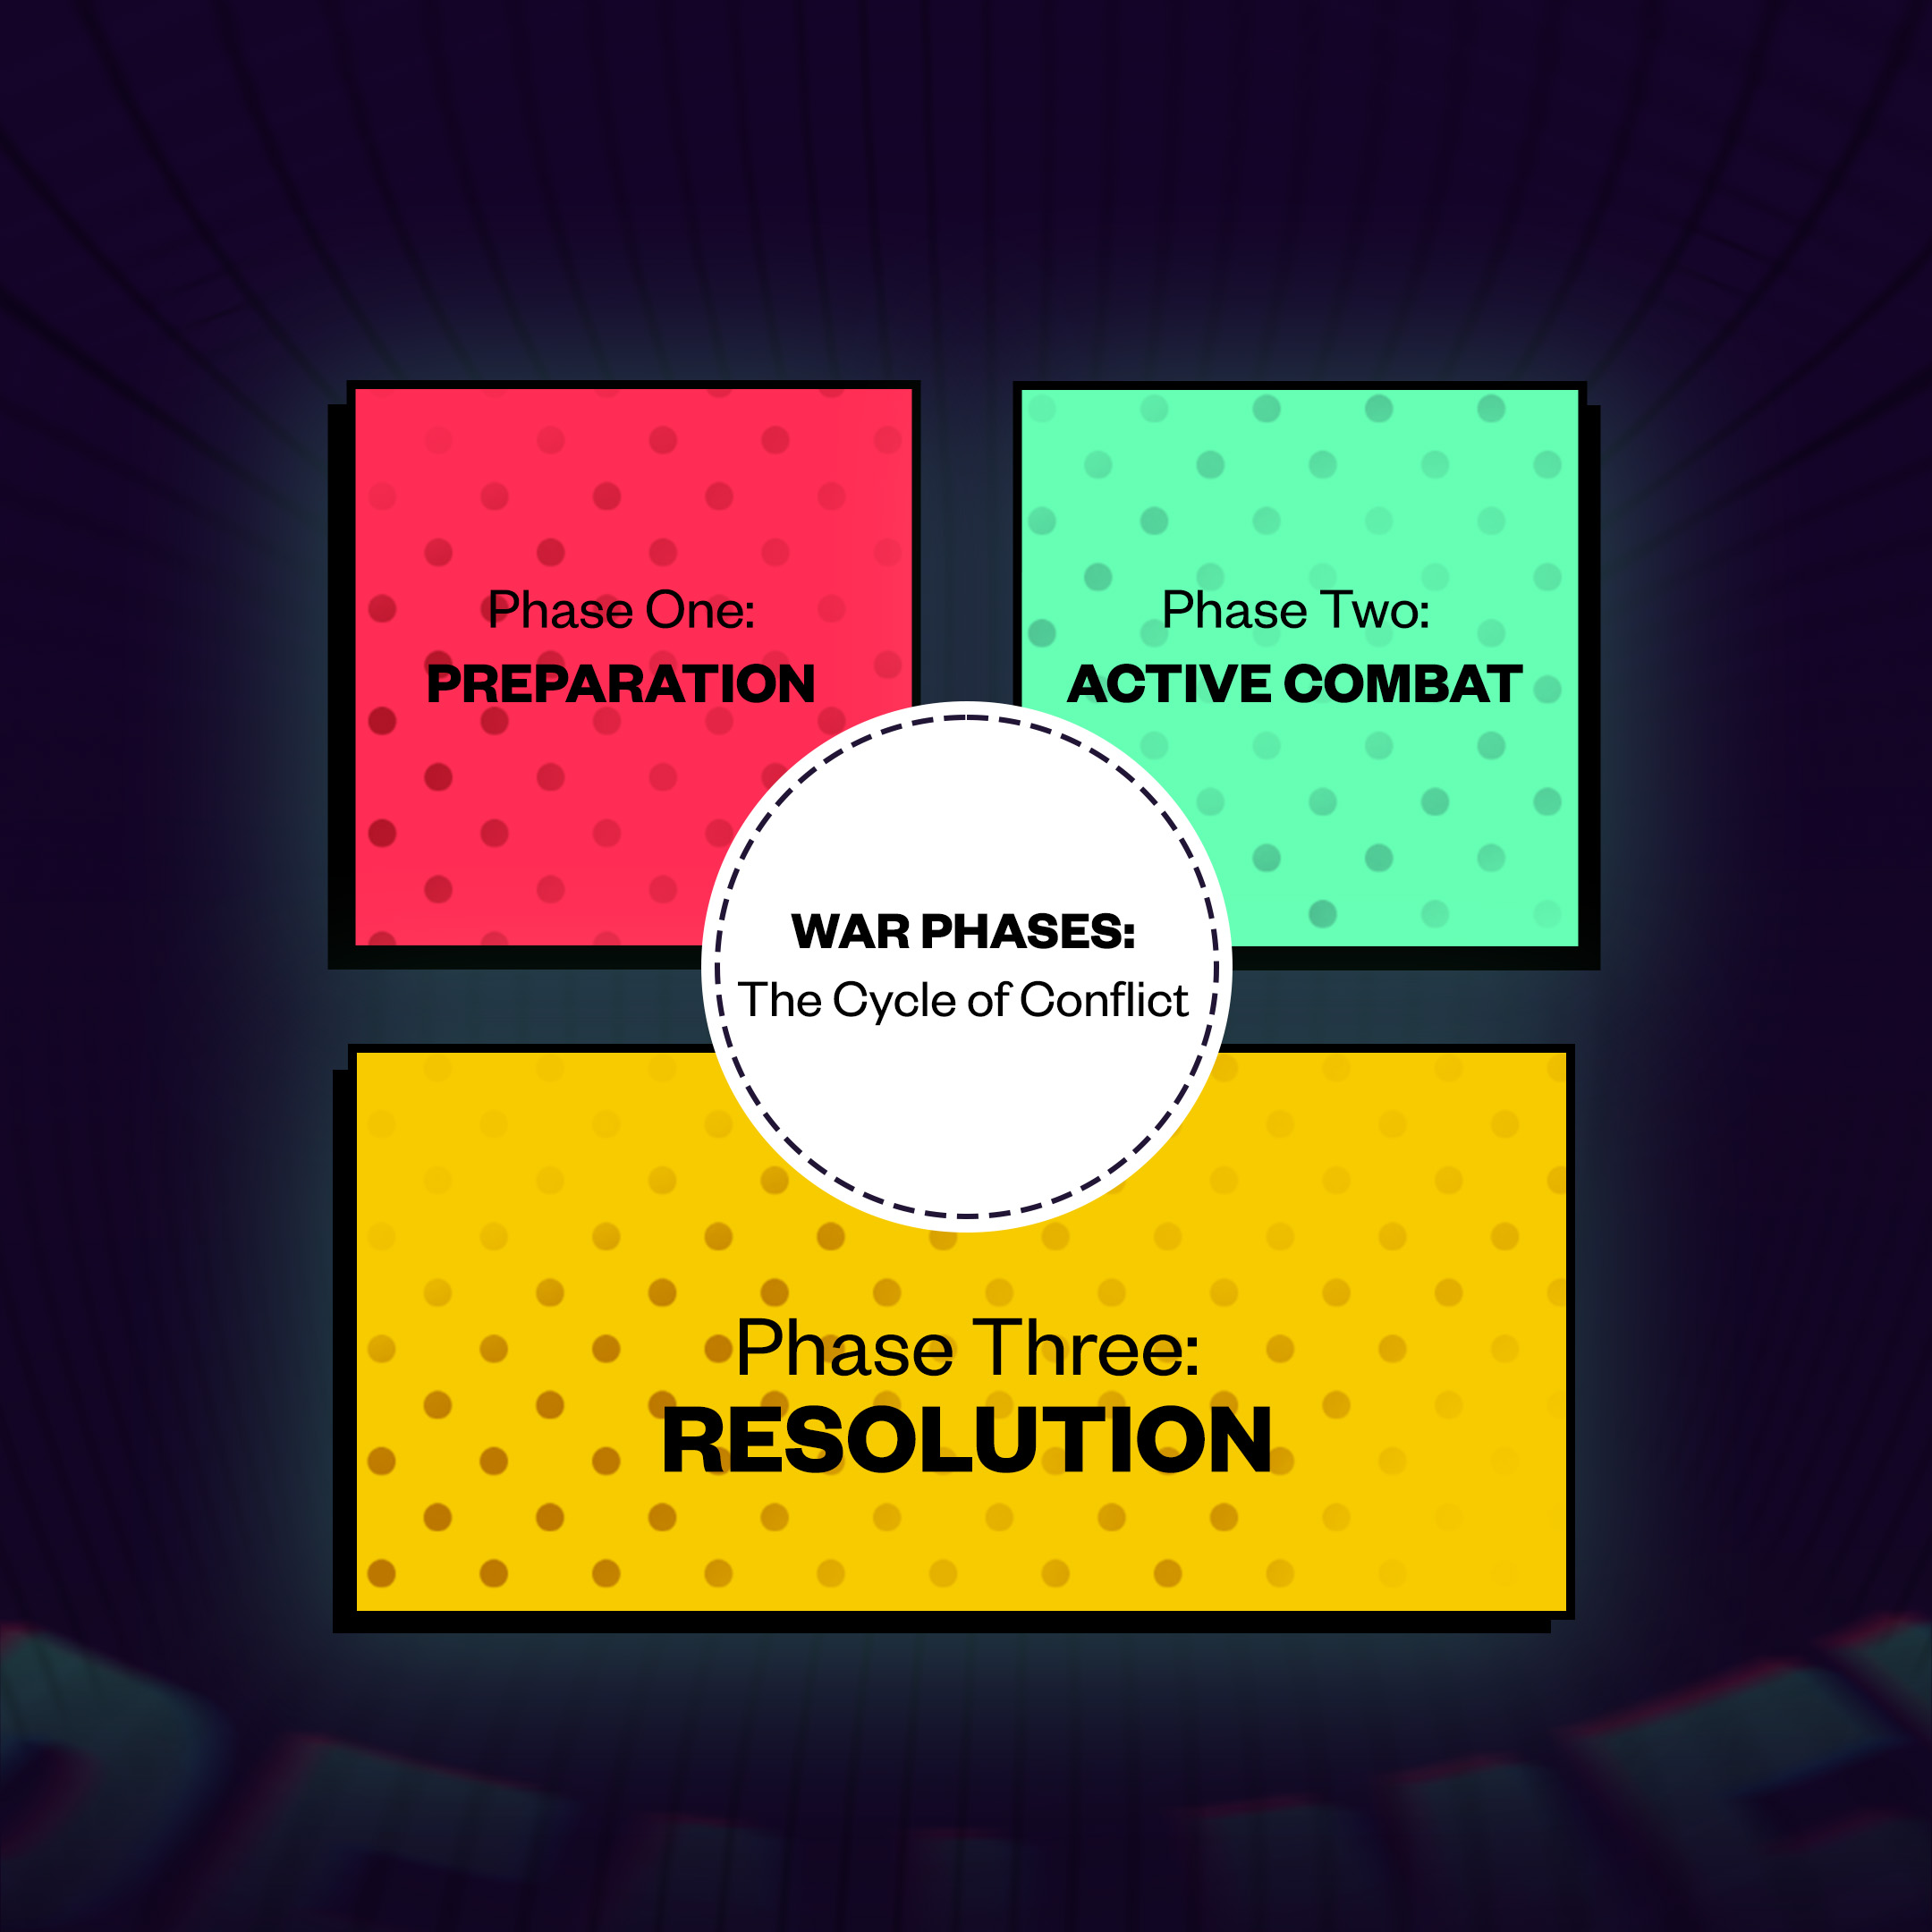 Phase One:
PREPARATION
Phase Two:
ACTIVE COMBAT
WAR PHASES:
The Cycle of Conflict
Phase Three:
RESOLUTION